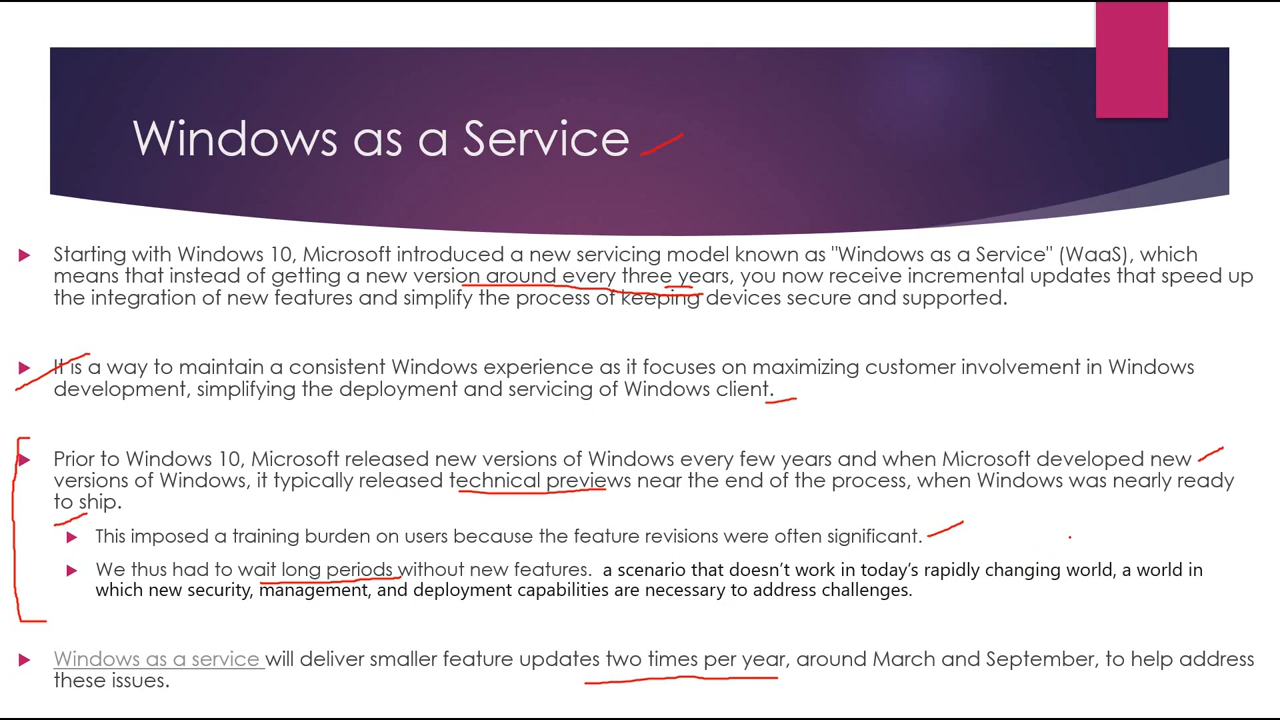 Windows as a Service
Starting with Windows 10, Microsoft introduced a new servicing model known as "Windows as a Service" (WaaS), which
means that instead of getting a new version around every three years, you now receive incremental updates that speed up
the integration of new features and simplify the process of keeping devices secure and supported.
It is a way to maintain a consistent Windows experience as it focuses on maximizing customer involvement in Windows
development, simplifying the deployment and servicing of Windows client.
Prior to Windows 10, Microsoft released new versions of Windows every few years and when Microsoft developed new
versions of Windows, it typically released technical previews near the end of the process, when Windows was nearly ready
to ship.
This imposed a training burden on users because the feature revisions were often significant.
We thus had to wait long periods without new features. a scenario that doesn’t work in today’s rapidly changing world, a world in
which new security, management, and deployment capabilities are necessary to address challenges.
Windows as a service will deliver smaller feature updates two times per year, around March and September, to help address
these issues.